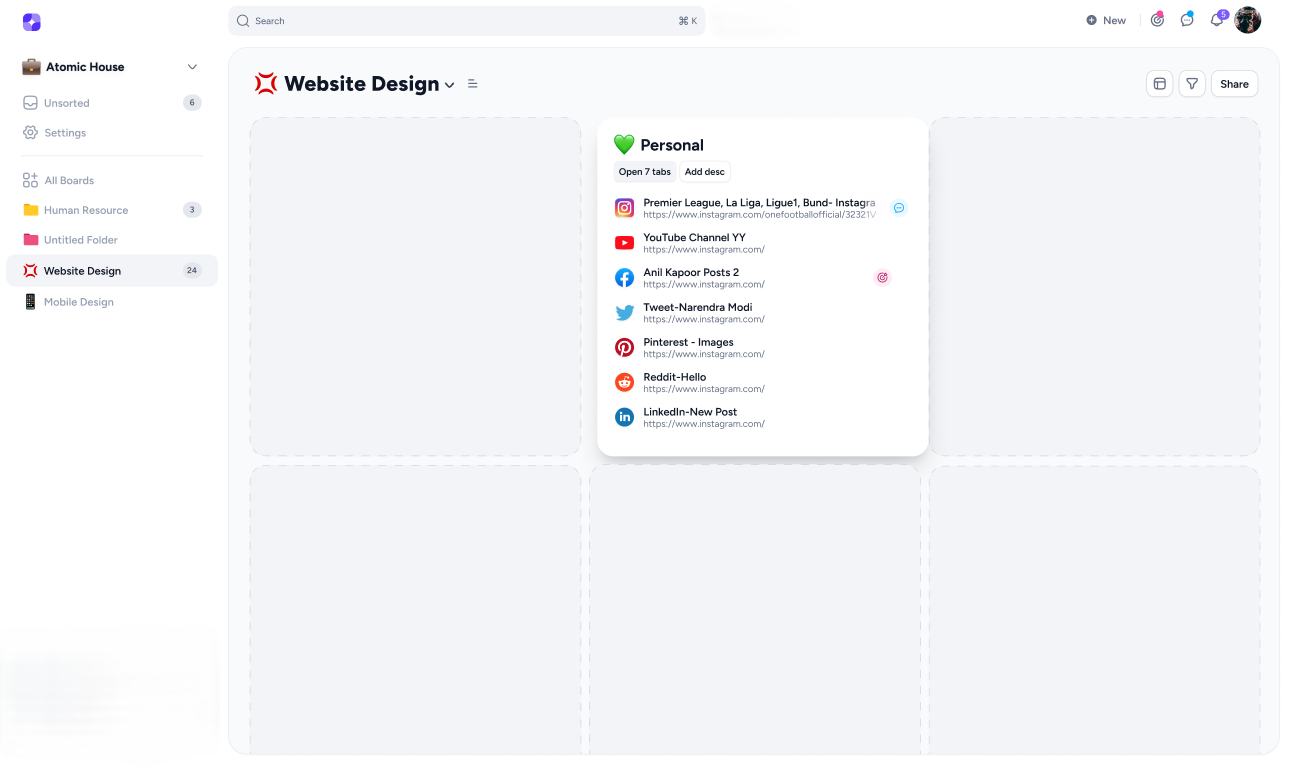 Search
⌘ K
New
5
Atomic House
Unsorted
6
Settings
All Boards
Human Resource
3
Untitled Folder
Website Design
24
Mobile Design
Website Design
Share
Personal
Open 7 tabs
Add desc
Premier League, La Liga, Ligue1, Bund- Instagra
https://www.instagram.com/onefootballofficial/32321V
YouTube Channel YY
https://www.instagram.com/
Anil Kapoor Posts 2
https://www.instagram.com/
Tweet-Narendra Modi
https://www.instagram.com/
Pinterest - Images
https://www.instagram.com/
Reddit-Hello
https://www.instagram.com/
LinkedIn-New Post
https://www.instagram.com/